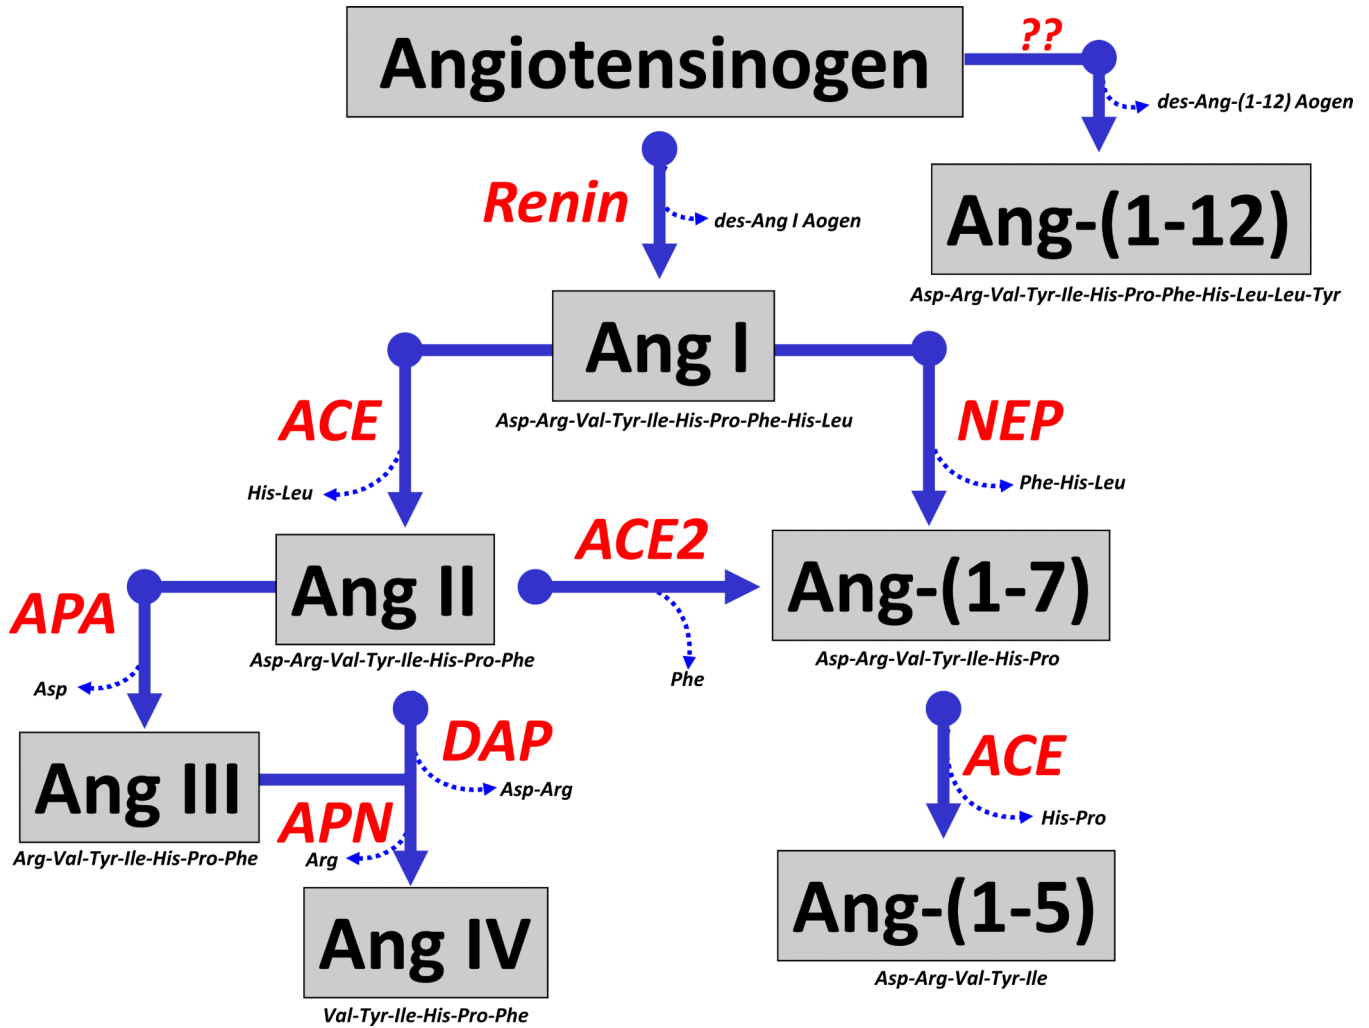 Angiotensinogen
??
des-Ang-(1-12) Aogen
Renin
des-Ang I Aogen
Ang-(1-12)
Asp-Arg-Val-Tyr-Ile-His-Pro-Phe-His-Leu-Leu-Tyr
Ang I
Asp-Arg-Val-Tyr-Ile-His-Pro-Phe-His-Leu
ACE
His-Leu
NEP
Phe-His-Leu
Ang II
Asp-Arg-Val-Tyr-Ile-His-Pro-Phe
ACE2
Phe
Ang-(1-7)
Asp-Arg-Val-Tyr-Ile-His-Pro
APA
Asp
DAP
Asp-Arg
ACE
His-Pro
Ang III
Arg-Val-Tyr-Ile-His-Pro-Phe
APN
Arg
Ang IV
Val-Tyr-Ile-His-Pro-Phe
Ang-(1-5)
Asp-Arg-Val-Tyr-Ile